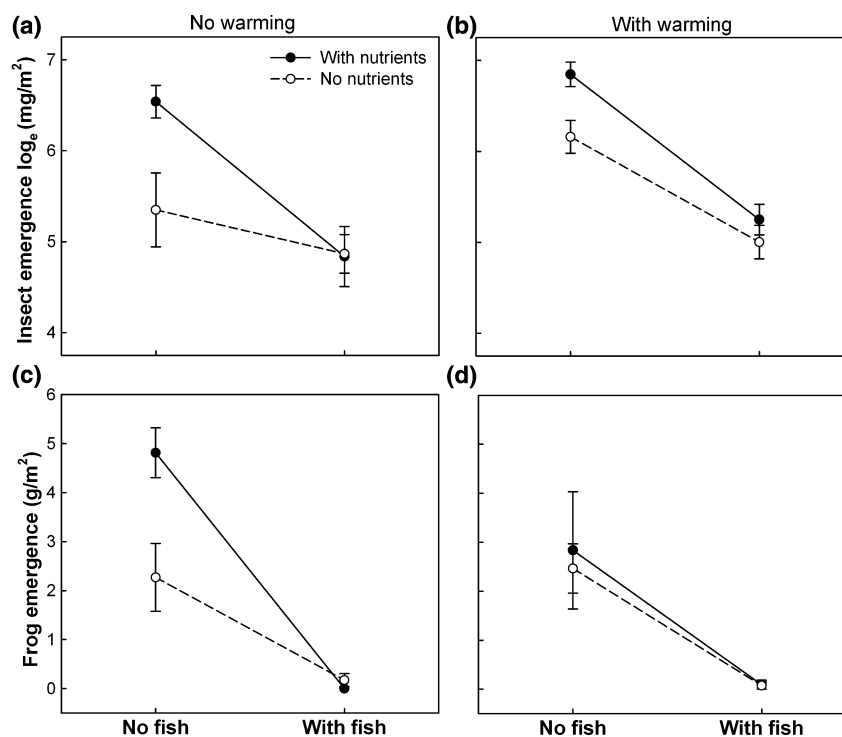 (a)
No warming
(b)
With warming
With nutrients
No nutrients
7
6
5
4
Insect emergence logₑ (mg/m²)
(c)
(d)
6
5
4
3
2
1
0
Frog emergence (g/m²)
No fish
With fish
No fish
With fish